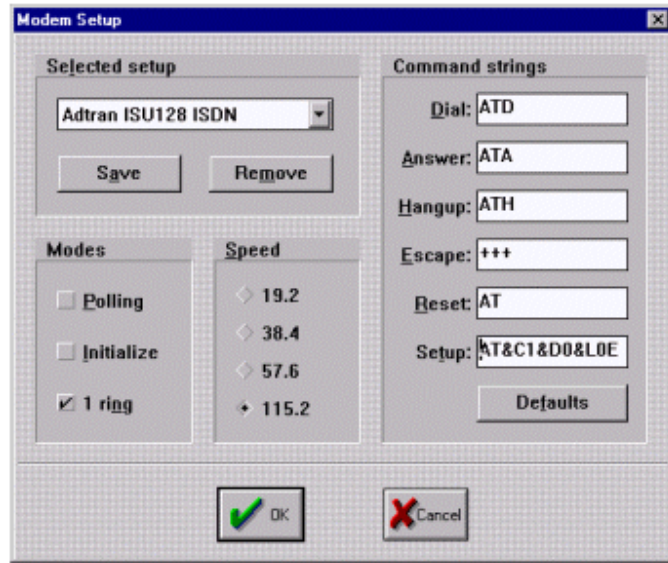 Modem Setup
Selected setup
Adtran ISU128 ISDN
Save
Remove
Modes
Polling
Initialize
1 ring
Speed
19.2
38.4
57.6
115.2
Command strings
Dial: ATD
Answer: ATA
Hangup: ATH
Escape: +++
Reset: AT
Setup: AT&C1&D0&L0E
Defaults
OK
Cancel